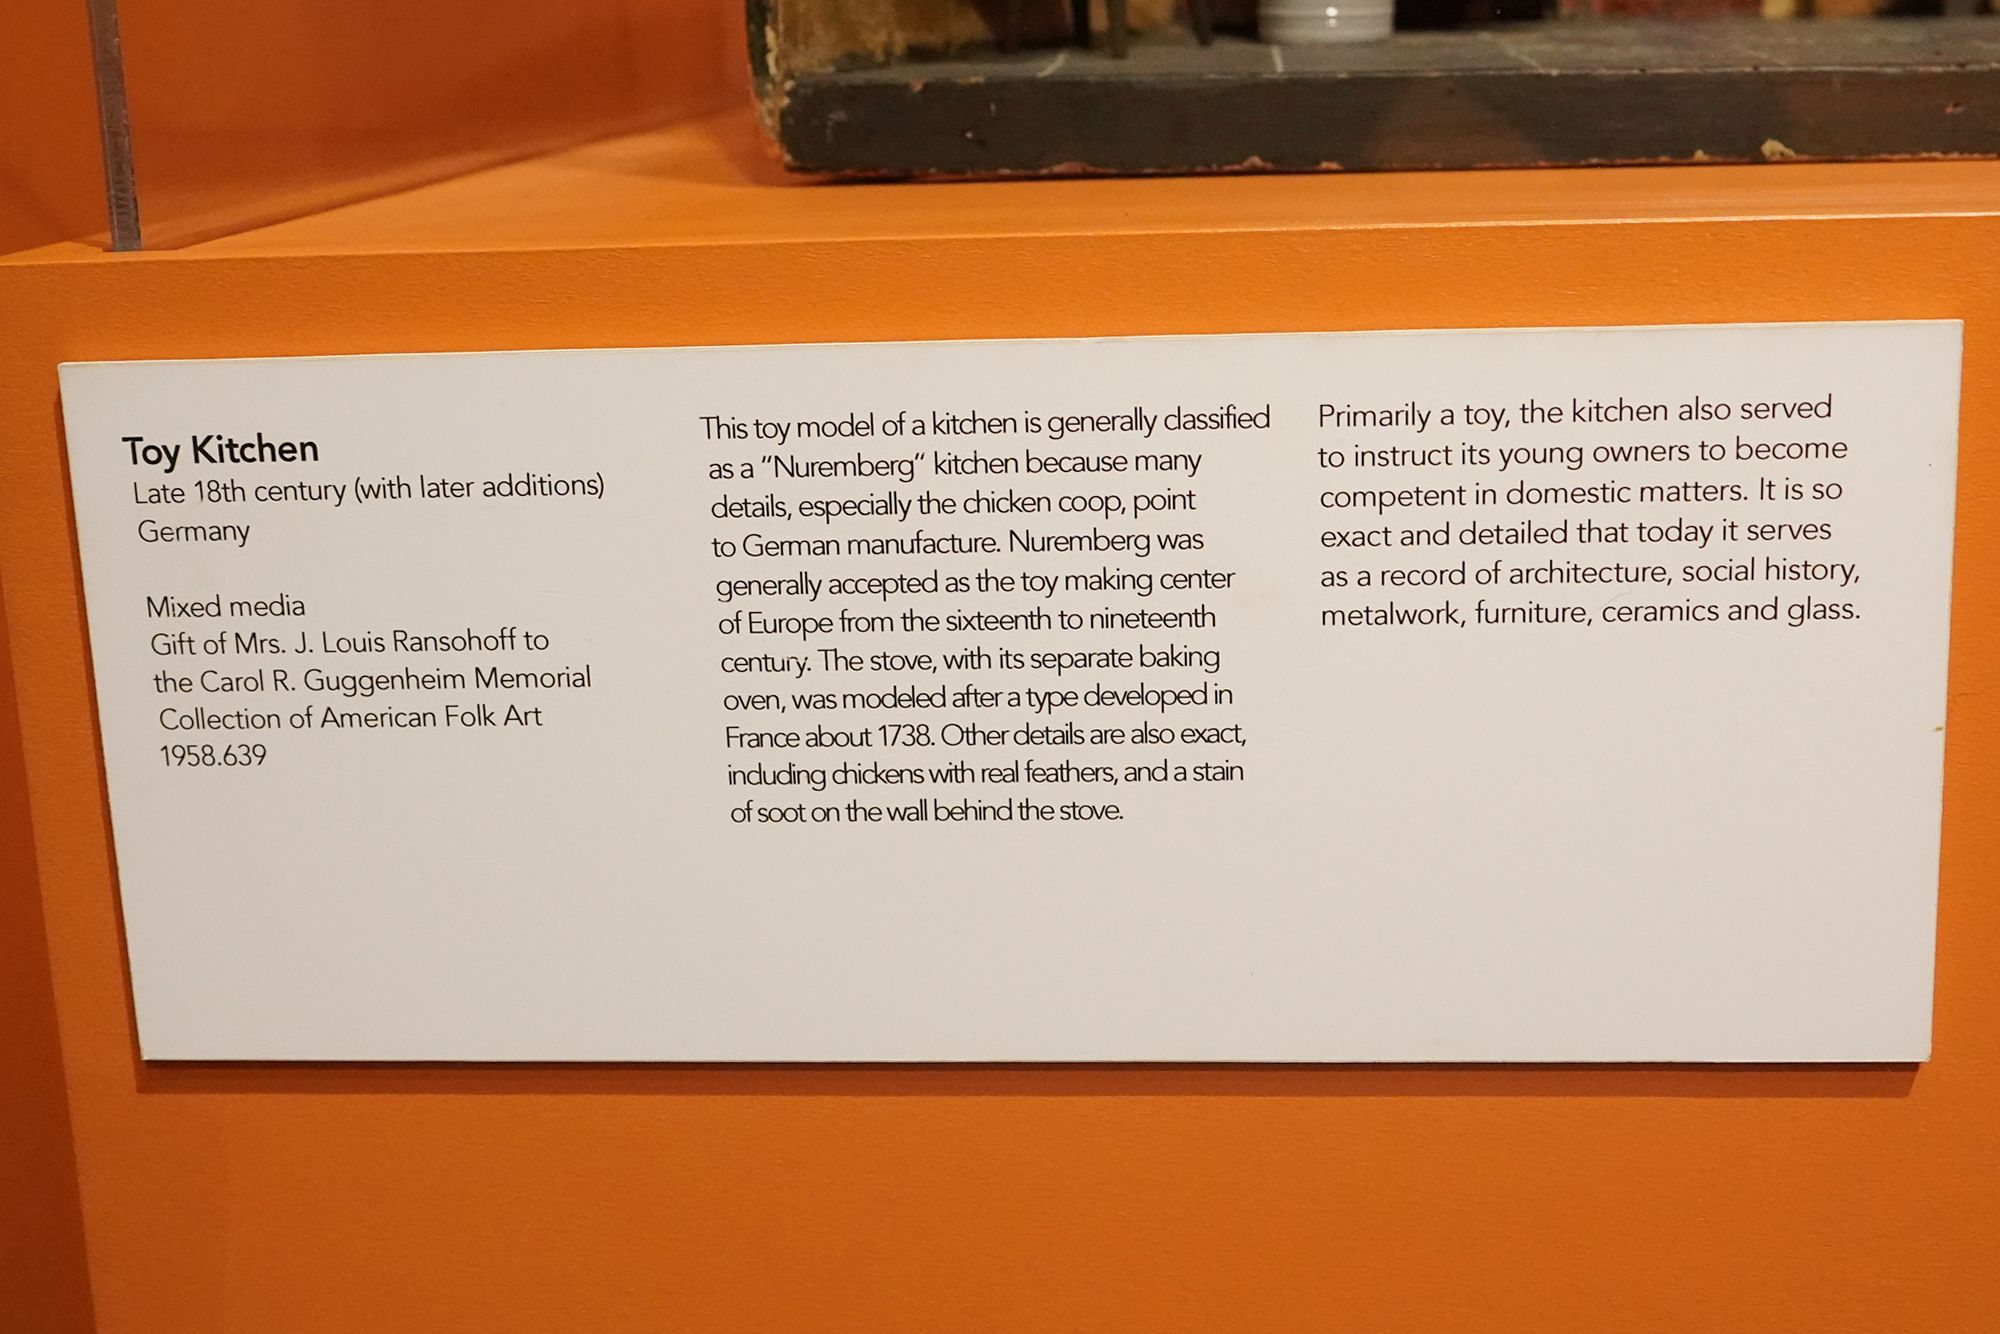 Toy Kitchen
Late 18th century (with later additions)
Germany
Mixed media
Gift of Mrs. J. Louis Ransohoff to
the Carol R. Guggenheim Memorial
Collection of American Folk Art
1958.639
This toy model of a kitchen is generally classified
as a “Nuremberg“ kitchen because many
details, especially the chicken coop, point
to German manufacture. Nuremberg was
generally accepted as the toy making center
of Europe from the sixteenth to nineteenth
century. The stove, with its separate baking
oven, was modeled after a type developed in
France about 1738. Other details are also exact,
including chickens with real feathers, and a stain
of soot on the wall behind the stove.
Primarily a toy, the kitchen also served
to instruct its young owners to become
competent in domestic matters. It is so
exact and detailed that today it serves
as a record of architecture, social history,
metalwork, furniture, ceramics and glass.